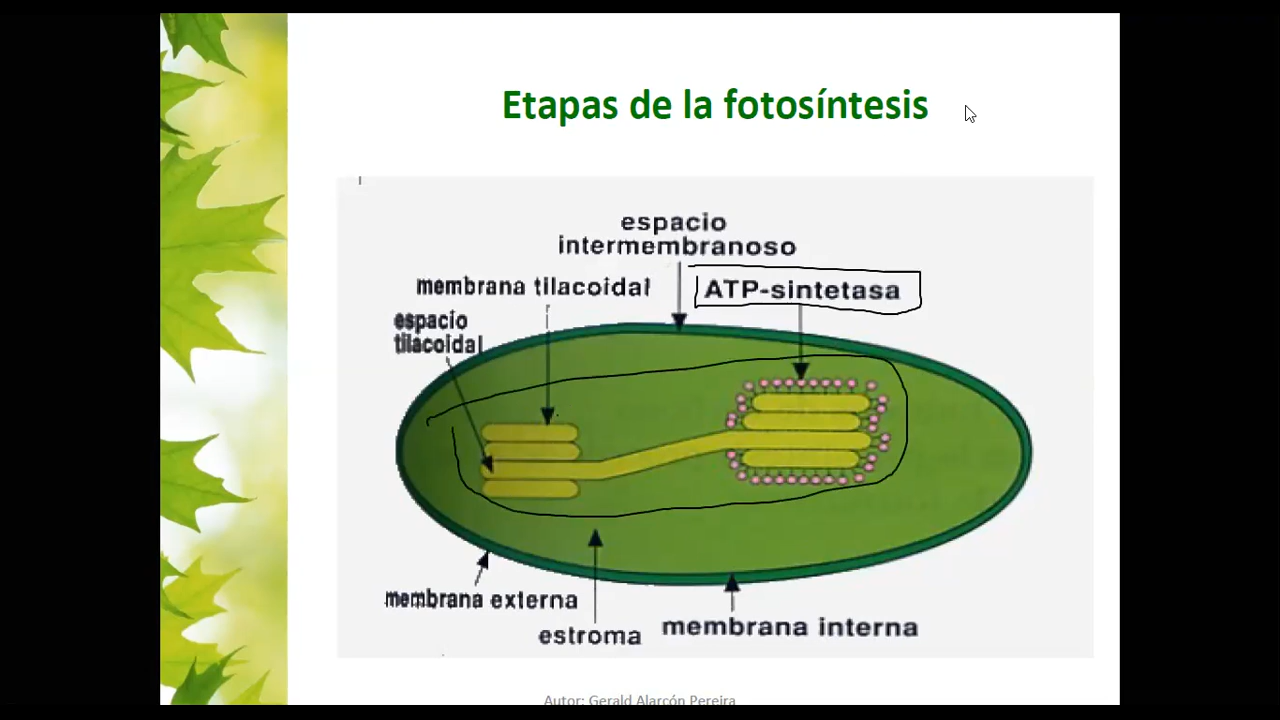 Etapas de la fotosíntesis
espacio
intermembranoso
membrana tilacoidal
ATP-sintetasa
espacio
tilacoidal
membrana externa
estroma
membrana interna
Autor: Gerald Alarcón Pereira